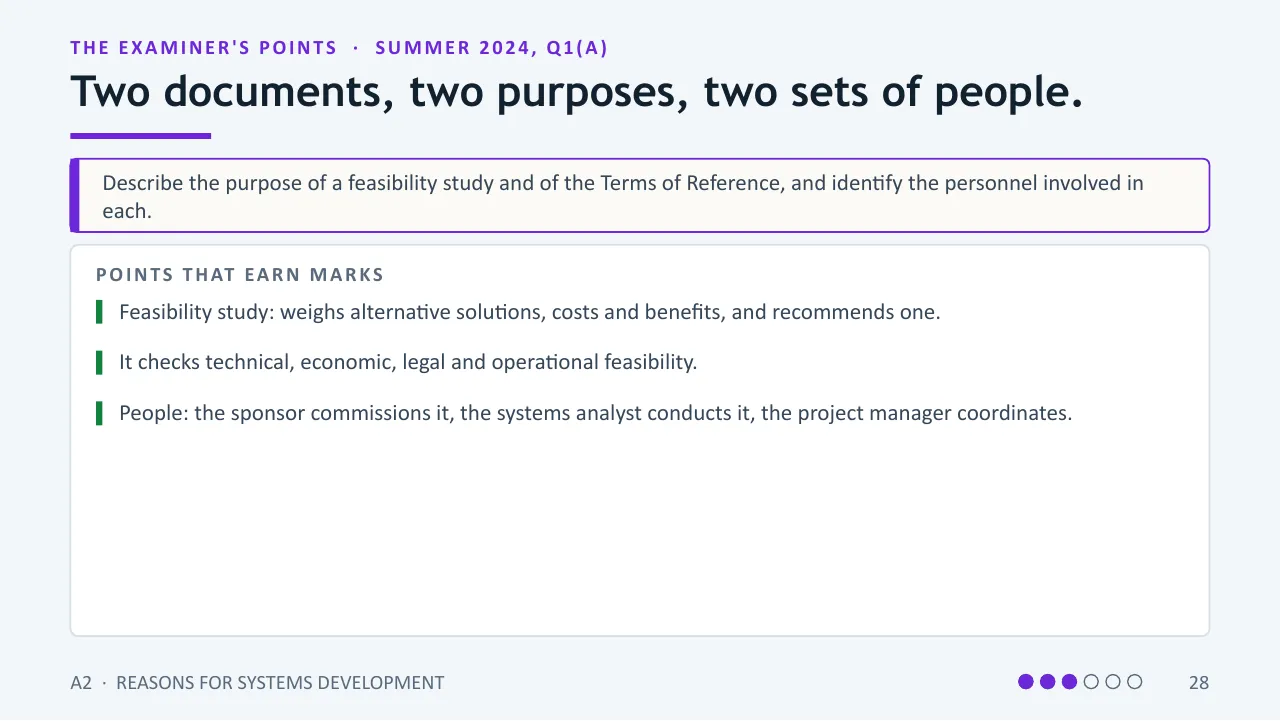 THE EXAMINER'S POINTS · SUMMER 2024, Q1(A)
Two documents, two purposes, two sets of people.
Describe the purpose of a feasibility study and of the Terms of Reference, and identify the personnel involved in
each.
POINTS THAT EARN MARKS
Feasibility study: weighs alternative solutions, costs and benefits, and recommends one.
It checks technical, economic, legal and operational feasibility.
People: the sponsor commissions it, the systems analyst conducts it, the project manager coordinates.
A2 · REASONS FOR SYSTEMS DEVELOPMENT
28